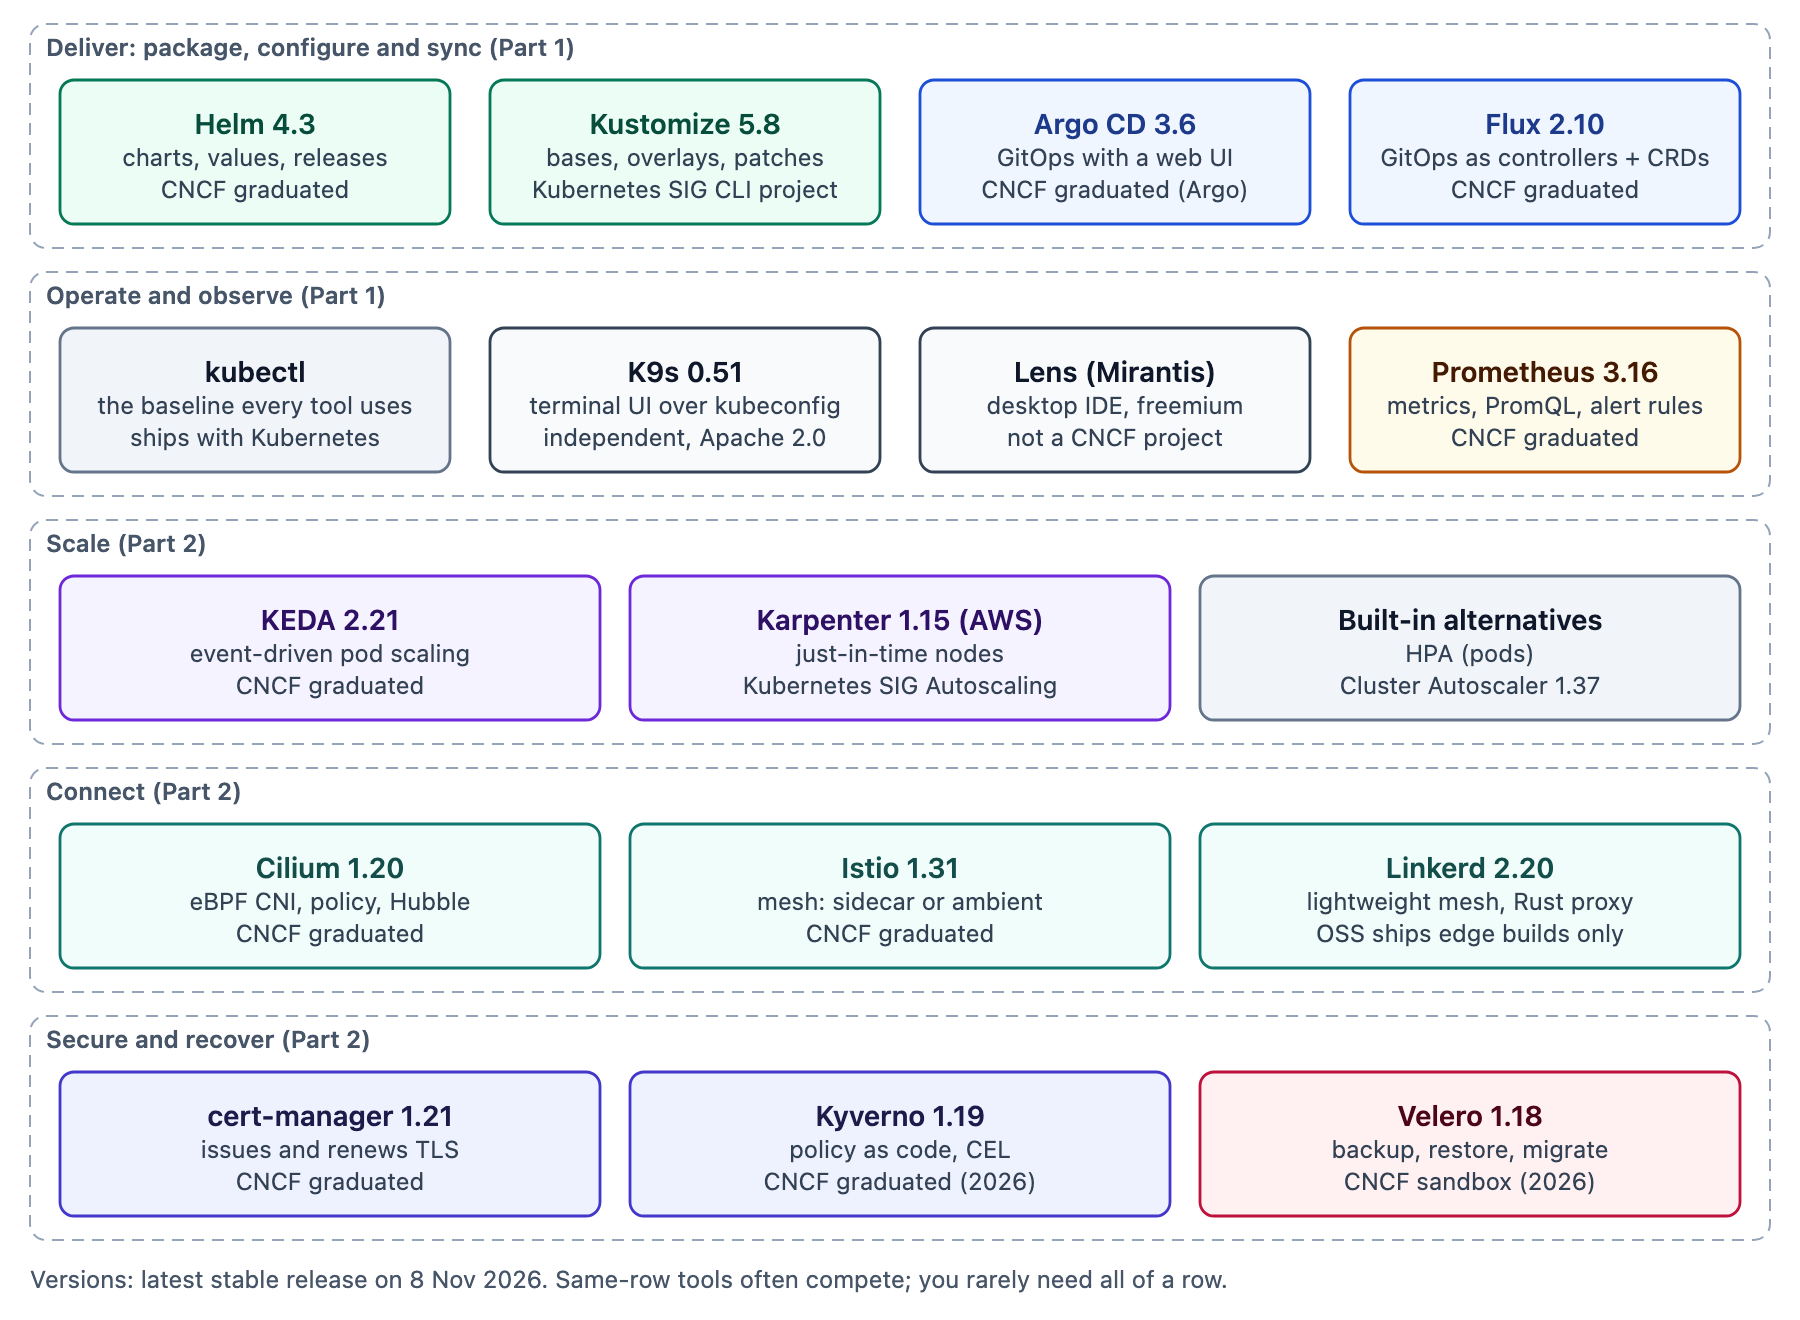 Deliver: package, configure and sync (Part 1)
Helm 4.3
charts, values, releases
CNCF graduated
Kustomize 5.8
bases, overlays, patches
Kubernetes SIG CLI project
Argo CD 3.6
GitOps with a web UI
CNCF graduated (Argo)
Flux 2.10
GitOps as controllers + CRDs
CNCF graduated
Operate and observe (Part 1)
kubectl
the baseline every tool uses
ships with Kubernetes
K9s 0.51
terminal UI over kubeconfig
independent, Apache 2.0
Lens (Mirantis)
desktop IDE, freemium
not a CNCF project
Prometheus 3.16
metrics, PromQL, alert rules
CNCF graduated
Scale (Part 2)
KEDA 2.21
event-driven pod scaling
CNCF graduated
Karpenter 1.15 (AWS)
just-in-time nodes
Kubernetes SIG Autoscaling
Built-in alternatives
HPA (pods)
Cluster Autoscaler 1.37
Connect (Part 2)
Cilium 1.20
eBPF CNI, policy, Hubble
CNCF graduated
Istio 1.31
mesh: sidecar or ambient
CNCF graduated
Linkerd 2.20
lightweight mesh, Rust proxy
OSS ships edge builds only
Secure and recover (Part 2)
cert-manager 1.21
issues and renews TLS
CNCF graduated
Kyverno 1.19
policy as code, CEL
CNCF graduated (2026)
Velero 1.18
backup, restore, migrate
CNCF sandbox (2026)
Versions: latest stable release on 8 Nov 2026. Same-row tools often compete; you rarely need all of a row.